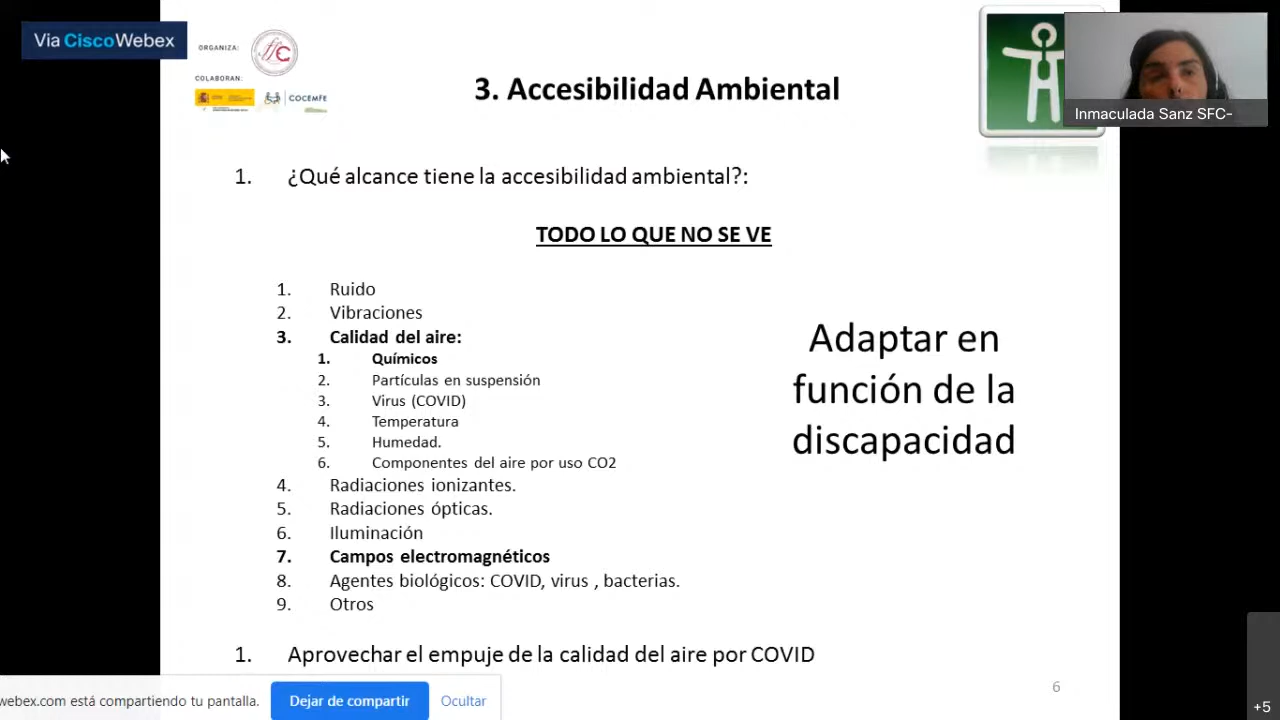 Vía CiscoWebex
ORGANIZA:
COLABORAN:
COCEMFE
3. Accesibilidad Ambiental
Inmaculada Sanz SFC-
1. ¿Qué alcance tiene la accesibilidad ambiental?:
TODO LO QUE NO SE VE
1. Ruido
2. Vibraciones
3. Calidad del aire:
1. Químicos
2. Partículas en suspensión
3. Virus (COVID)
4. Temperatura
5. Humedad.
6. Componentes del aire por uso CO2
4. Radiaciones ionizantes.
5. Radiaciones ópticas.
6. Iluminación
7. Campos electromagnéticos
8. Agentes biológicos: COVID, virus , bacterias.
9. Otros
Adaptar en
función de la
discapacidad
1. Aprovechar el empuje de la calidad del aire por COVID
6
webex.com está compartiendo tu pantalla.
Dejar de compartir
Ocultar
+5